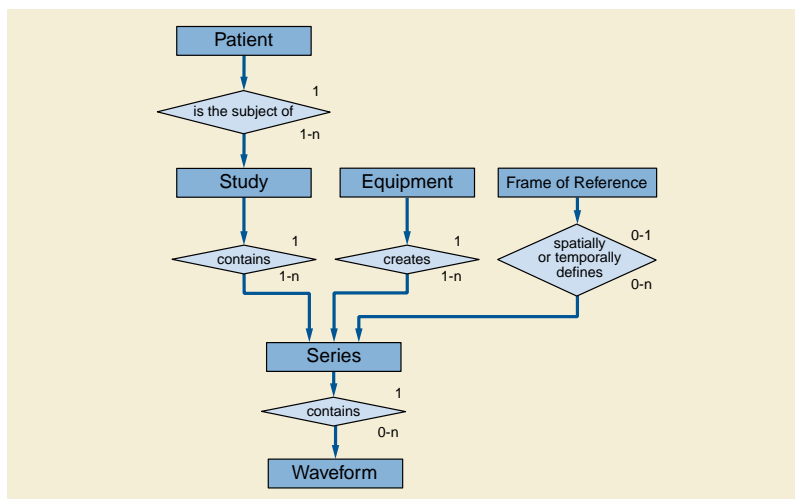 Patient
1
is the subject of
1-n
Study
Equipment
Frame of Reference
1
contains
1-n
1
creates
1-n
0-1
spatially
or temporally
defines
0-n
Series
1
contains
0-n
Waveform